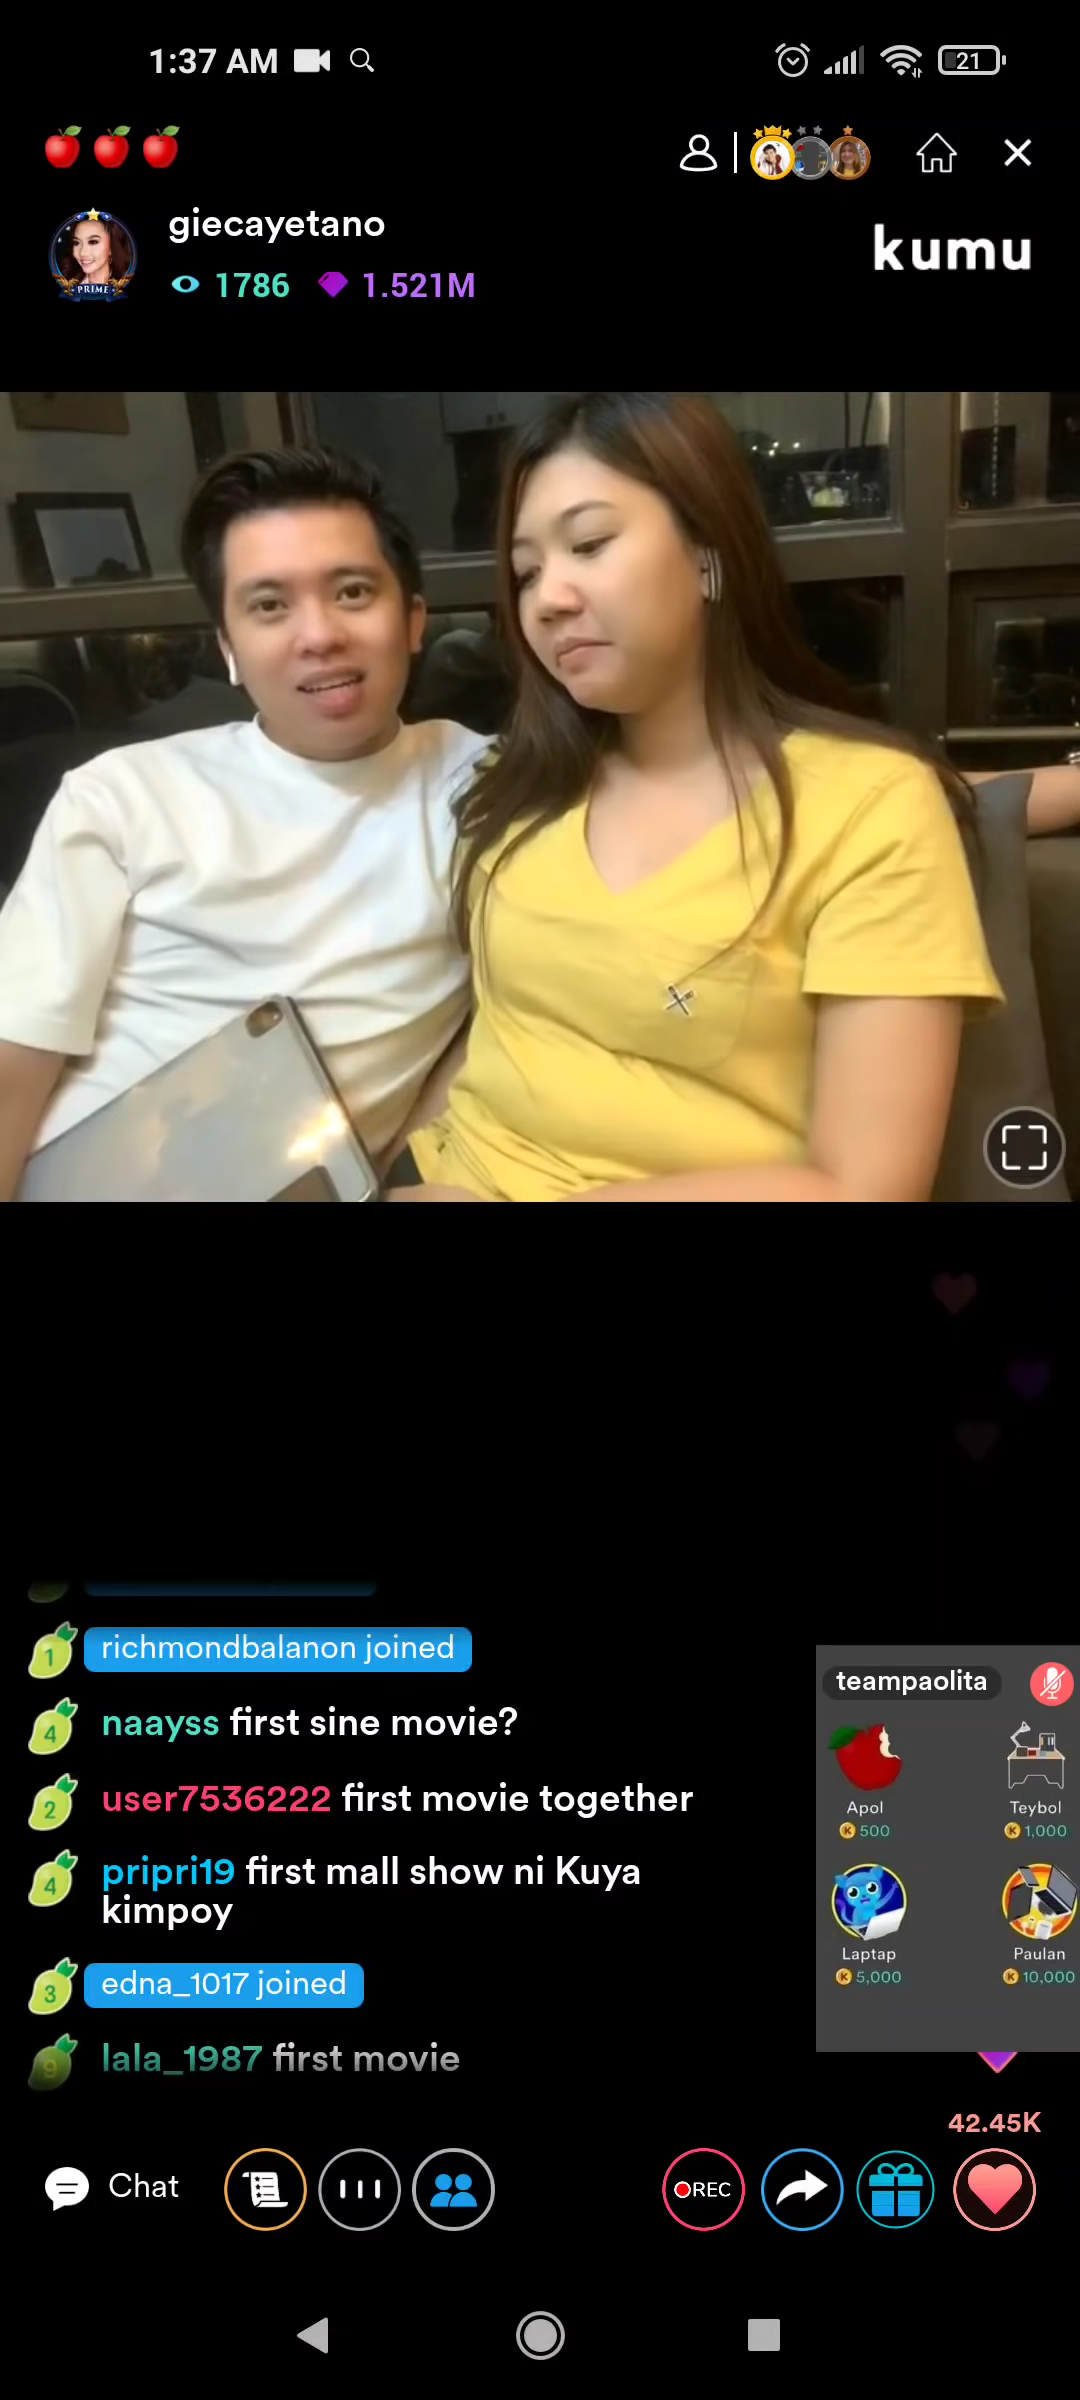 1:37 AM
21
giecayetano
1786 1.521M
kumu
PRIME
richmondbalanon joined
naayss first sine movie?
user7536222 first movie together
pripri19 first mall show ni Kuya
kimpoy
edna_1017 joined
lala_1987 first movie
1
4
2
4
3
9
teampaolita
Apol Teybol
K 500 K 1,000
Laptap Paulan
K 5,000 K 10,000
42.45K
Chat
REC